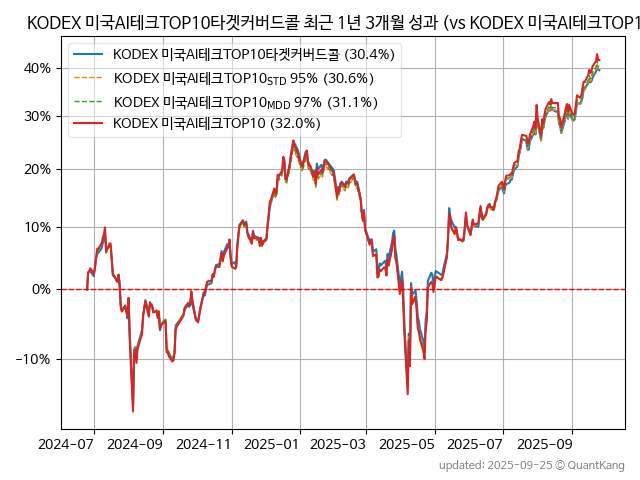 KODEX 미국AI테크TOP10타겟커버드콜 최근 1년 3개월 성과 (vs KODEX 미국AI테크TOP1
KODEX 미국AI테크TOP10타겟커버드콜 (30.4%)
KODEX 미국AI테크TOP10STD 95% (30.6%)
KODEX 미국AI테크TOP10MDD 97% (31.1%)
KODEX 미국AI테크TOP10 (32.0%)
40%
30%
20%
10%
0%
-10%
2024-07 2024-09 2024-11 2025-01 2025-03 2025-05 2025-07 2025-09
updated: 2025-09-25 © QuantKang